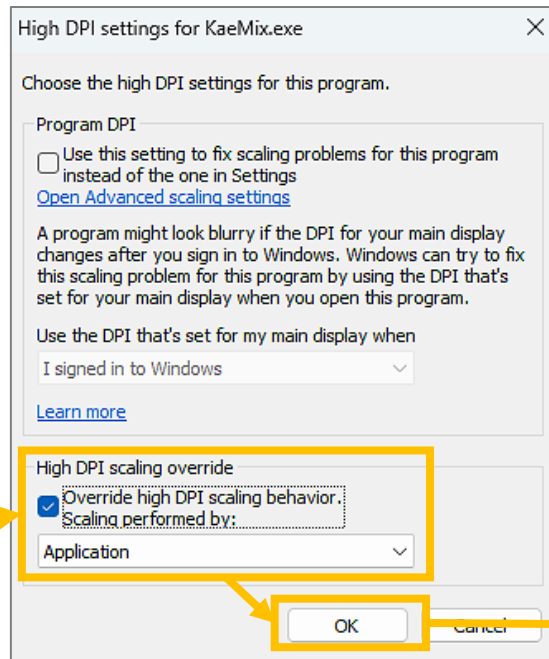 High DPI settings for KaeMix.exe
Choose the high DPI settings for this program.
Program DPI
Use this setting to fix scaling problems for this program
instead of the one in Settings
Open Advanced scaling settings
A program might look blurry if the DPI for your main display
changes after you sign in to Windows. Windows can try to fix
this scaling problem for this program by using the DPI that's
set for your main display when you open this program.
Use the DPI that's set for my main display when
I signed in to Windows
Learn more
High DPI scaling override
Override high DPI scaling behavior.
Scaling performed by:
Application
OK
Cancel